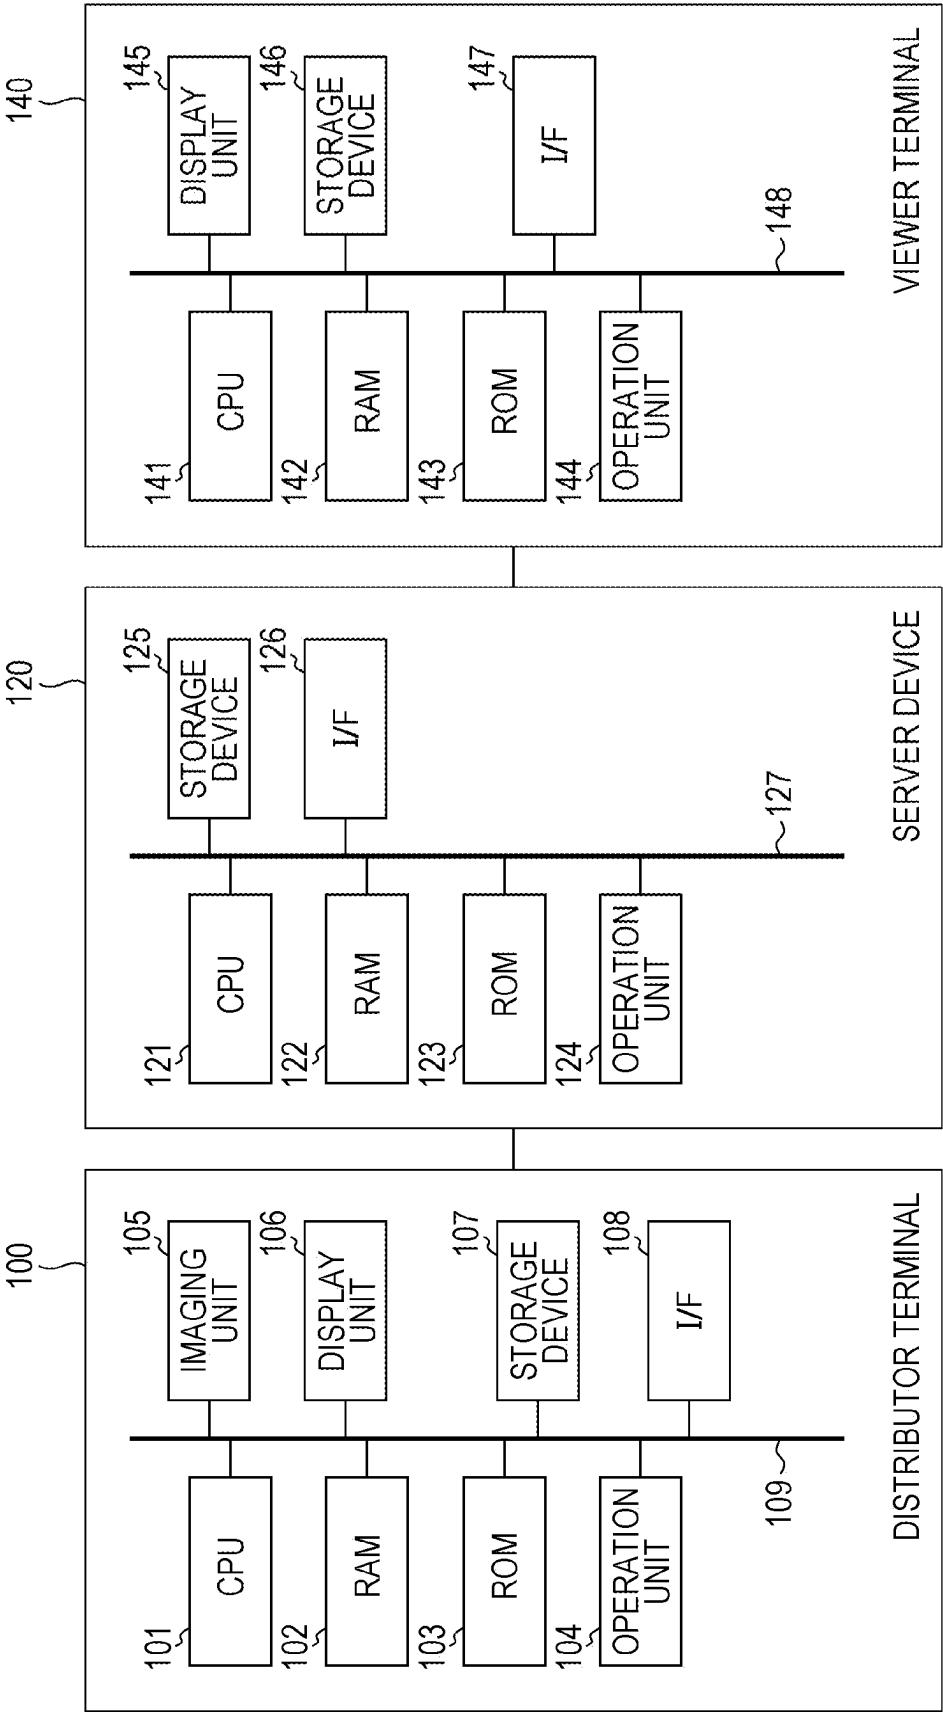 100
101
CPU
102
RAM
103
ROM
104
OPERATION
UNIT
105
IMAGING
UNIT
106
DISPLAY
UNIT
107
STORAGE
DEVICE
108
I/F
109
DISTRIBUTOR TERMINAL
120
121
CPU
122
RAM
123
ROM
124
OPERATION
UNIT
125
STORAGE
DEVICE
126
I/F
127
SERVER DEVICE
140
141
CPU
142
RAM
143
ROM
144
OPERATION
UNIT
145
DISPLAY
UNIT
146
STORAGE
DEVICE
147
I/F
148
VIEWER TERMINAL